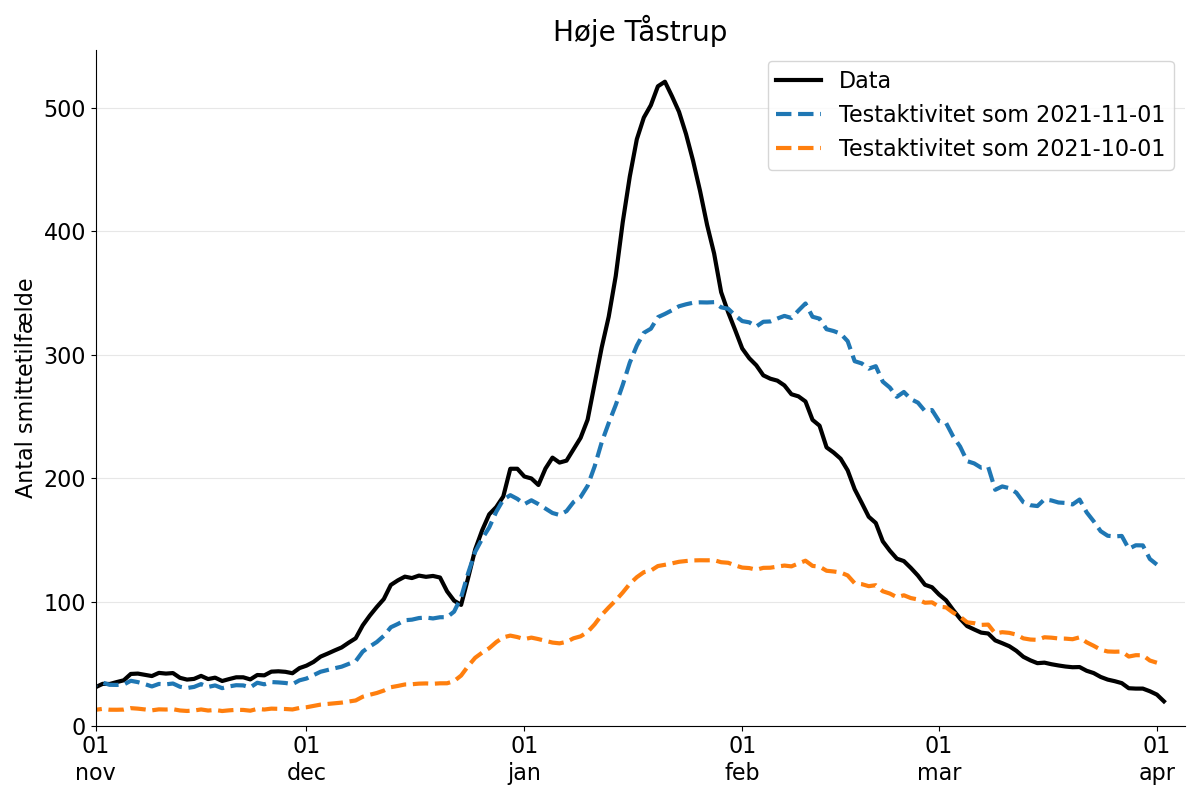 Høje Tåstrup
Data
Testaktivitet som 2021-11-01
Testaktivitet som 2021-10-01
Antal smittetilfælde
500
400
300
200
100
0
01 01 01 01 01 01
nov dec jan feb mar apr